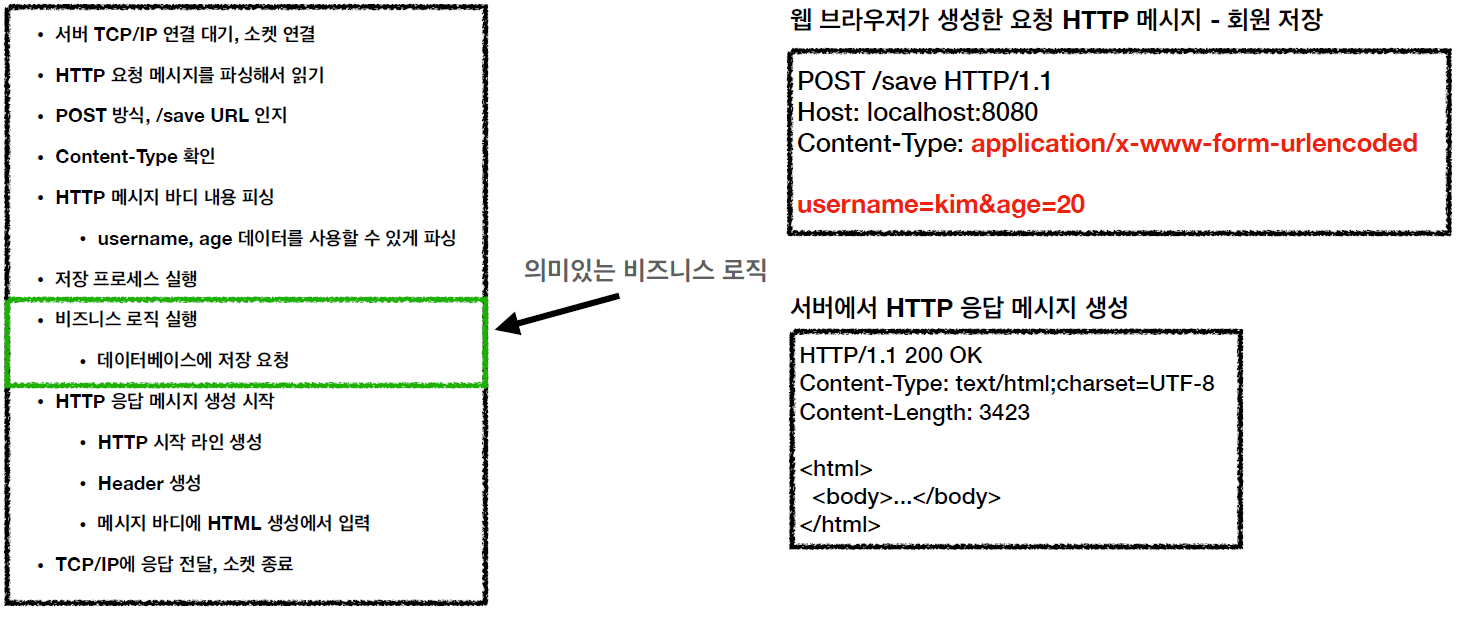 • 서버 TCP/IP 연결 대기, 소켓 연결
• HTTP 요청 메시지를 파싱해서 읽기
• POST 방식, /save URL 인지
• Content-Type 확인
• HTTP 메시지 바디 내용 피싱
• username, age 데이터를 사용할 수 있게 파싱
• 저장 프로세스 실행
• 비즈니스 로직 실행
• 데이터베이스에 저장 요청
• HTTP 응답 메시지 생성 시작
• HTTP 시작 라인 생성
• Header 생성
• 메시지 바디에 HTML 생성에서 입력
• TCP/IP에 응답 전달, 소켓 종료
의미있는 비즈니스 로직
웹 브라우저가 생성한 요청 HTTP 메시지 - 회원 저장
POST /save HTTP/1.1
Host: localhost:8080
Content-Type: application/x-www-form-urlencoded
username=kim&age=20
서버에서 HTTP 응답 메시지 생성
HTTP/1.1 200 OK
Content-Type: text/html;charset=UTF-8
Content-Length: 3423
<html>
<body>...</body>
</html>